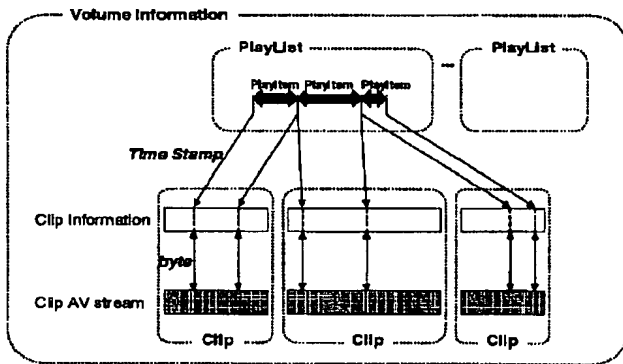 Volume Information
PlayList
PlayList
...
PlayItem PlayItem PlayItem
Time Stamp
Clip Information
byte
Clip AV stream
Clip
Clip
Clip